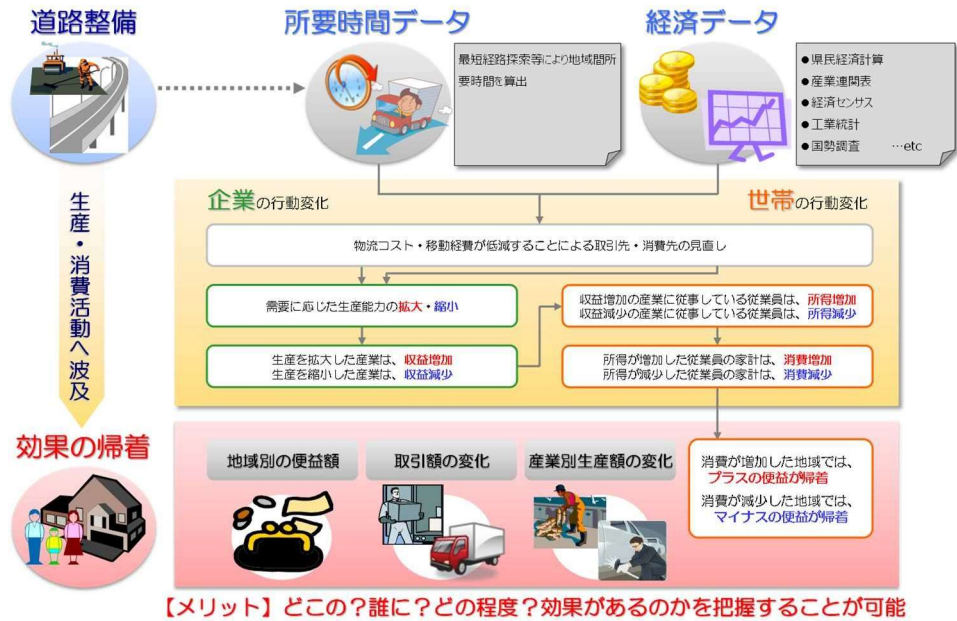 道路整備
所要時間データ
経済データ
最短経路探索等により地域間所
要時間を算出
●県民経済計算
●産業連関表
●経済センサス
●工業統計
●国勢調査 …etc
生産・消費活動へ波及
企業の行動変化
世帯の行動変化
物流コスト・移動経費が低減することによる取引先・消費先の見直し
需要に応じた生産能力の拡大・縮小
収益増加の産業に従事している従業員は、所得増加
収益減少の産業に従事している従業員は、所得減少
生産を拡大した産業は、収益増加
生産を縮小した産業は、収益減少
所得が増加した従業員の家計は、消費増加
所得が減少した従業員の家計は、消費減少
効果の帰着
地域別の便益額
取引額の変化
産業別生産額の変化
消費が増加した地域では、
プラスの便益が帰着
消費が減少した地域では、
マイナスの便益が帰着
【メリット】どこの？誰に？どの程度？効果があるのかを把握することが可能